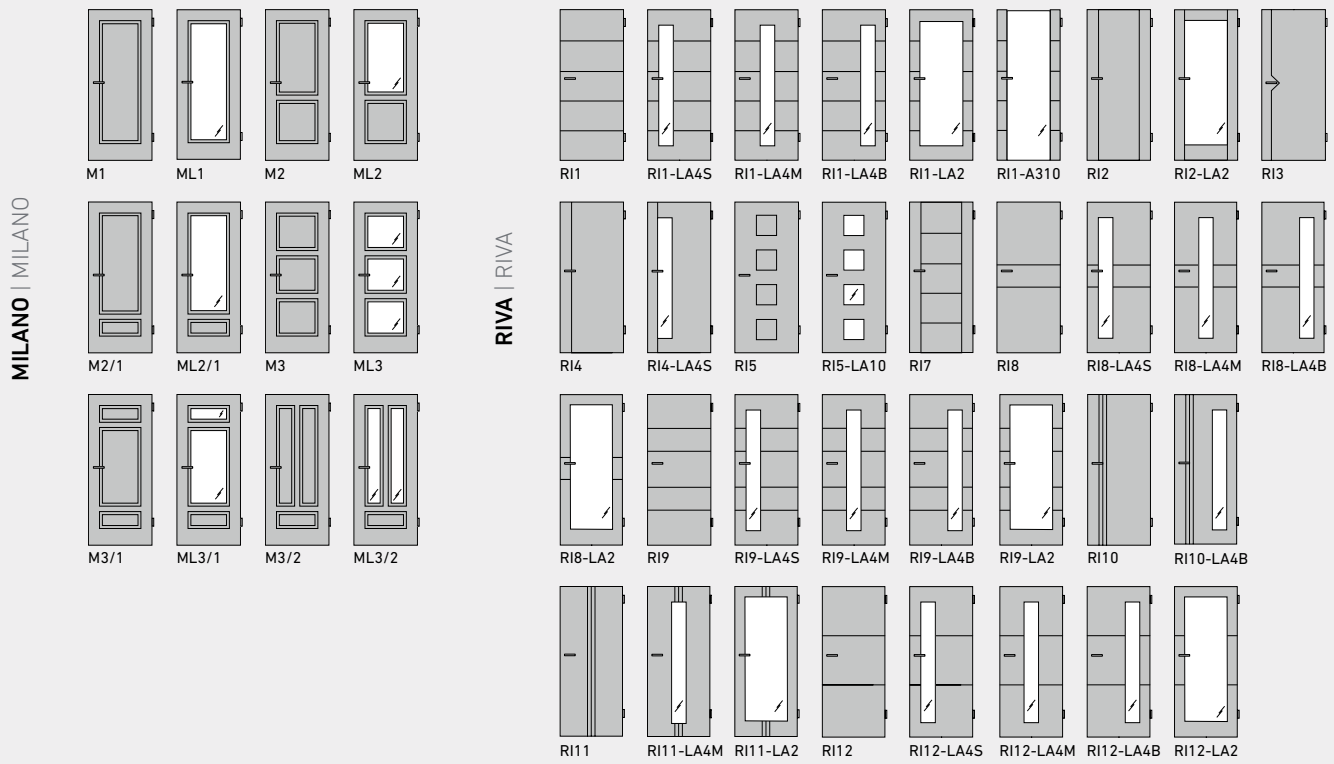 MILANO | MILANO
M1 ML1 M2 ML2
M2/1 ML2/1 M3 ML3
M3/1 ML3/1 M3/2 ML3/2
RIVA | RIVA
RI1 RI1-LA4S RI1-LA4M RI1-LA4B RI1-LA2 RI1-A310 RI2 RI2-LA2 RI3
RI4 RI4-LA4S RI5 RI5-LA10 RI7 RI8 RI8-LA4S RI8-LA4M RI8-LA4B
RI8-LA2 RI9 RI9-LA4S RI9-LA4M RI9-LA4B RI9-LA2 RI10 RI10-LA4B
RI11 RI11-LA4M RI11-LA2 RI12 RI12-LA4S RI12-LA4M RI12-LA4B RI12-LA2